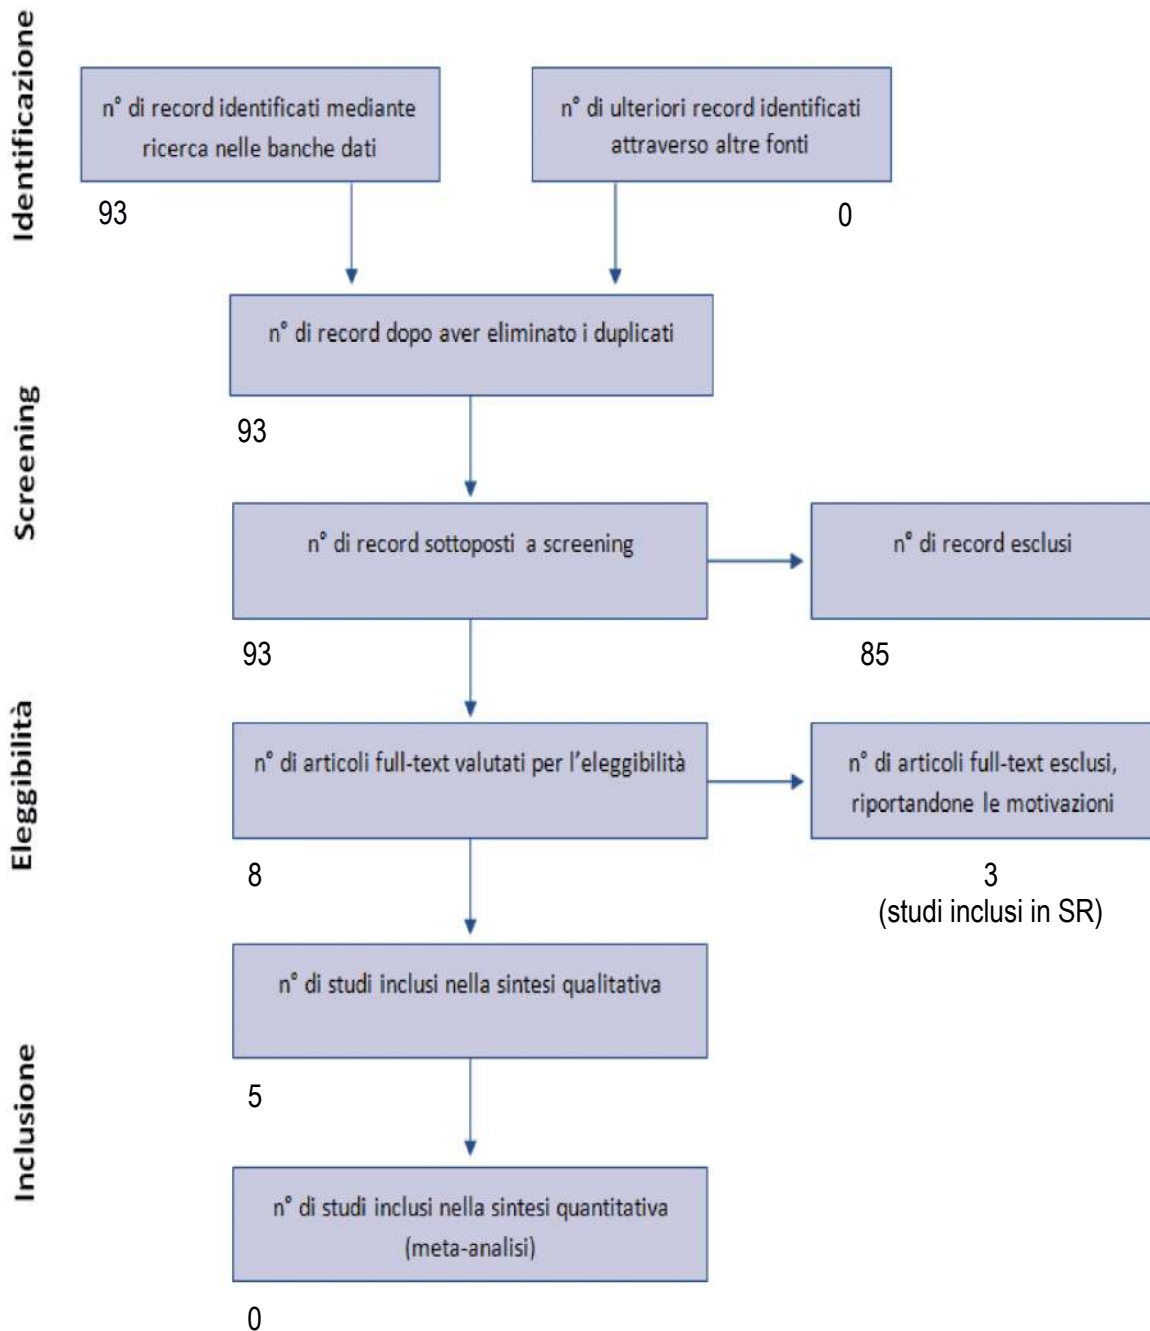 Identificazione
n° di record identificati mediante
ricerca nelle banche dati
93
n° di ulteriori record identificati
attraverso altre fonti
0
Screening
n° di record dopo aver eliminato i duplicati
93
n° di record sottoposti a screening
93
n° di record esclusi
85
Eleggibilità
n° di articoli full-text valutati per l'eleggibilità
8
n° di articoli full-text esclusi,
riportandone le motivazioni
3
(studi inclusi in SR)
Inclusione
n° di studi inclusi nella sintesi qualitativa
5
n° di studi inclusi nella sintesi quantitativa
(meta-analisi)
0